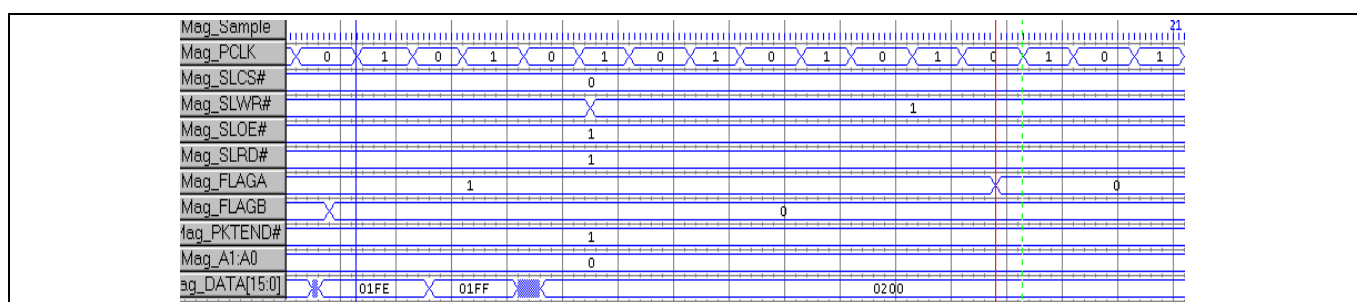 Mag_Sample 21
Mag_PCLK 0 1 0 1 0 1 0 1 0 1 0 1 0 1 0 1
Mag_SLCS# 0
Mag_SLWR# 1
Mag_SLOE# 1
Mag_SLRD# 1
Mag_FLAGA 1 0
Mag_FLAGB 0
Mag_PKTEND# 1
Mag_A1:A0 0
ag_DATA[15:0] 01FE 01FF 0200